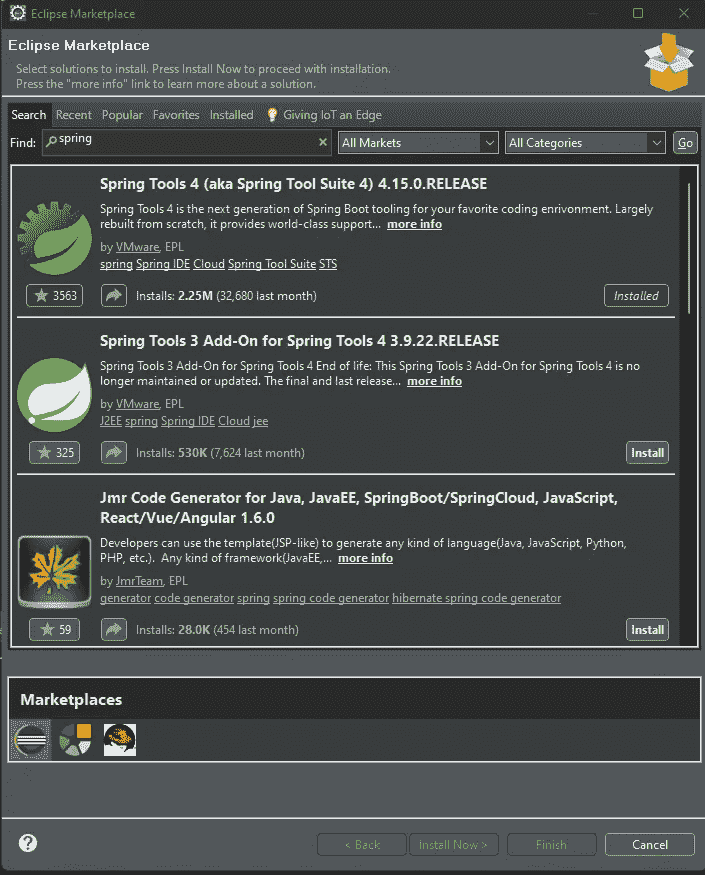 Eclipse Marketplace
Eclipse Marketplace
Select solutions to install. Press Install Now to proceed with installation.
Press the "more info" link to learn more about a solution.
Search Recent Popular Favorites Installed Giving IoT an Edge
Find: spring All Markets All Categories Go
Spring Tools 4 (aka Spring Tool Suite 4) 4.15.0.RELEASE
Spring Tools 4 is the next generation of Spring Boot tooling for your favorite coding enrivonment. Largely
rebuilt from scratch, it provides world-class support... more info
by VMware, EPL
spring Spring IDE Cloud Spring Tool Suite STS
3563 Installs: 2.25M (32,680 last month) Installed
Spring Tools 3 Add-On for Spring Tools 4 3.9.22.RELEASE
Spring Tools 3 Add-On for Spring Tools 4 End of life: This Spring Tools 3 Add-On for Spring Tools 4 is no
longer maintained or updated. The final and last release... more info
by VMware, EPL
J2EE spring Spring IDE Cloud jee
325 Installs: 530K (7,624 last month) Install
Jmr Code Generator for Java, JavaEE, SpringBoot/SpringCloud, JavaScript,
React/Vue/Angular 1.6.0
Developers can use the template(JSP-like) to generate any kind of language(Java, JavaScript, Python,
PHP, etc.). Any kind of framework(JavaEE,... more info
by JmrTeam, EPL
generator code generator spring spring code generator hibernate spring code generator
59 Installs: 28.0K (454 last month) Install
Marketplaces
? < Back Install Now > Finish Cancel